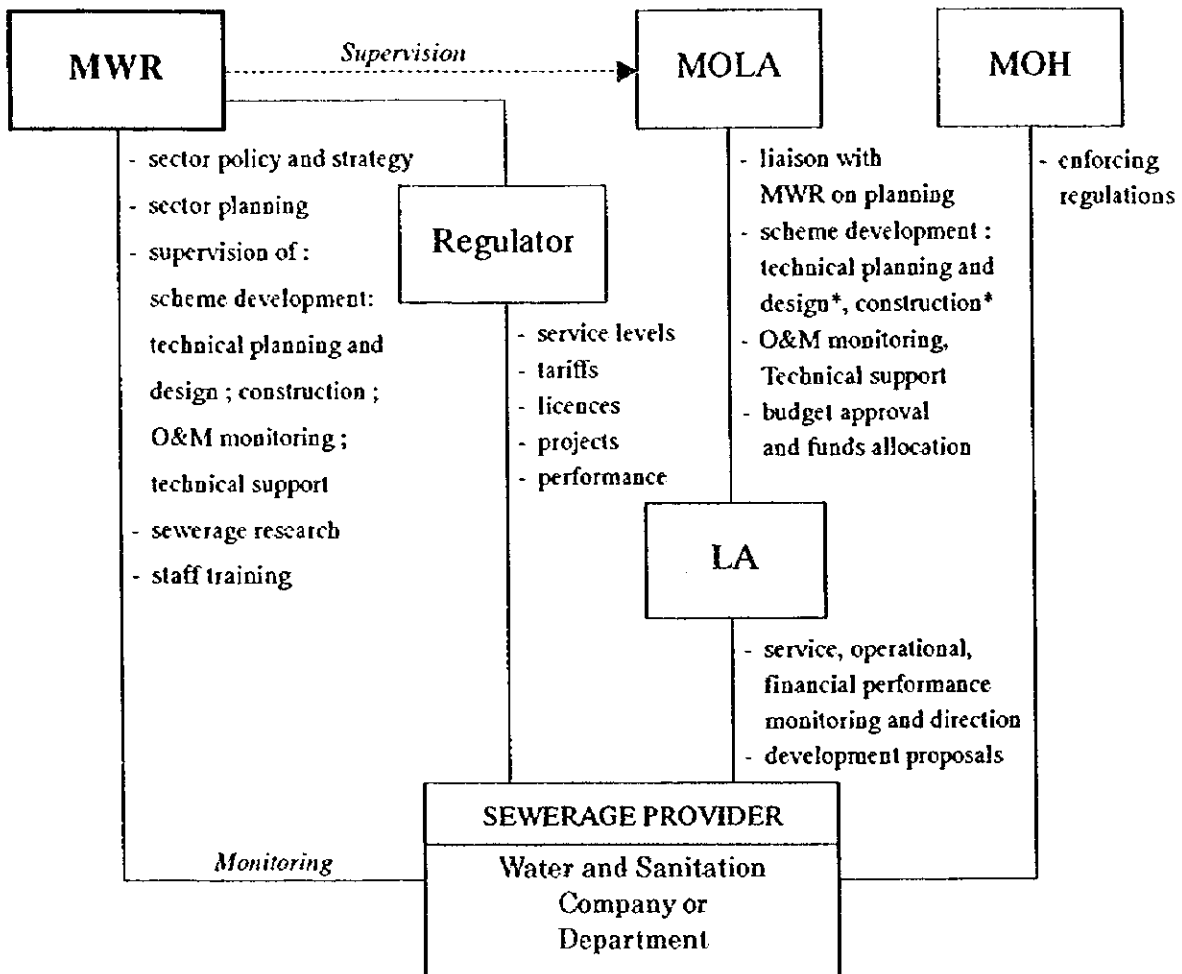 MWR
Supervision
MOLA
MOH
- sector policy and strategy
- sector planning
- supervision of :
scheme development:
technical planning and
design ; construction ;
O&M monitoring ;
technical support
- sewerage research
- staff training
Regulator
- service levels
- tariffs
- licences
- projects
- performance
- liaison with
MWR on planning
- scheme development :
technical planning and
design*, construction*
- O&M monitoring,
Technical support
- budget approval
and funds allocation
- enforcing
regulations
LA
- service, operational,
financial performance
monitoring and direction
- development proposals
Monitoring
SEWERAGE PROVIDER
Water and Sanitation
Company or
Department